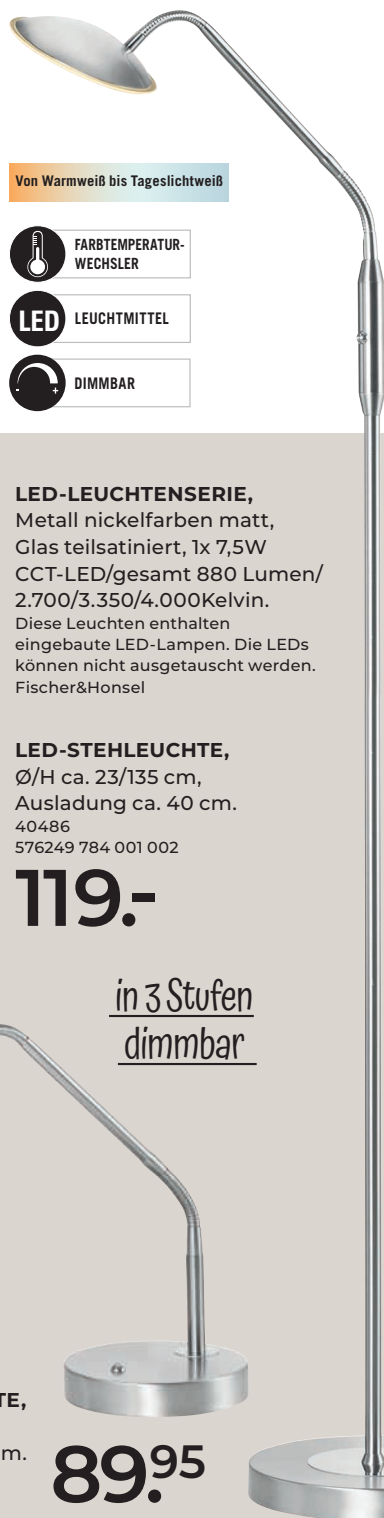 Von Warmweiß bis Tageslichtweiß
FARBTEMPERATUR-
WECHSLER
LED LEUCHTMITTEL
- + DIMMBAR
LED-LEUCHTENSERIE,
Metall nickelfarben matt,
Glas teilsatiniert, 1x 7,5W
CCT-LED/gesamt 880 Lumen/
2.700/3.350/4.000Kelvin.
Diese Leuchten enthalten
eingebaute LED-Lampen. Die LEDs
können nicht ausgetauscht werden.
Fischer&Honsel
LED-STEHLEUCHTE,
Ø/H ca. 23/135 cm,
Ausladung ca. 40 cm.
40486
576249 784 001 002
119.-
in 3 Stufen
dimmbar
TE,
m.
89.95